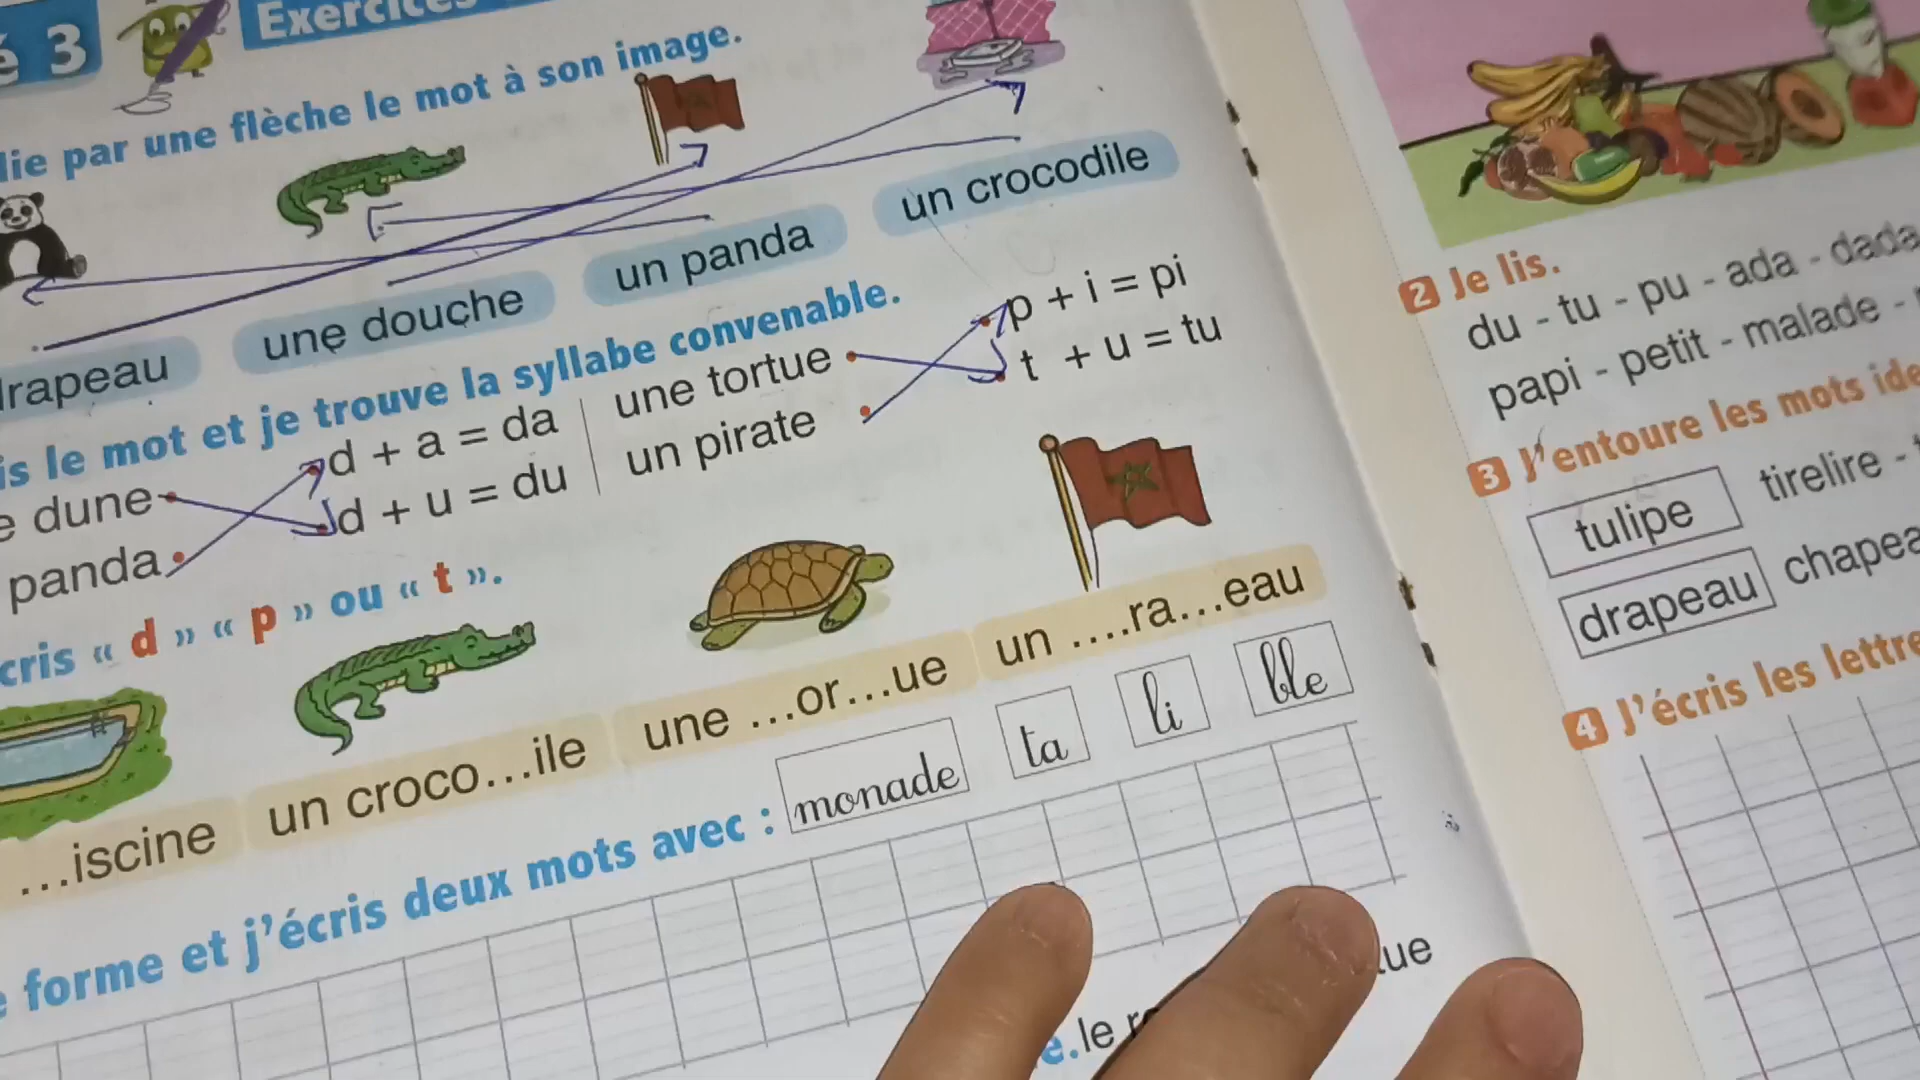 é 3 Exercices
lie par une flèche le mot à son image.
drapeau une douche un panda un crocodile
is le mot et je trouve la syllabe convenable.
e dune d + a = da une tortue p + i = pi
panda d + u = du un pirate t + u = tu
cris « d » « p » ou « t ».
...iscine un croco...ile une ...or...ue un ....ra...eau
e forme et j'écris deux mots avec : monade ta li ble
e. le
ue
2 Je lis.
du - tu - pu - ada - dada
papi - petit - malade -
3 J'entoure les mots ide
tulipe tirelire -
drapeau chapea
4 J'écris les lettre